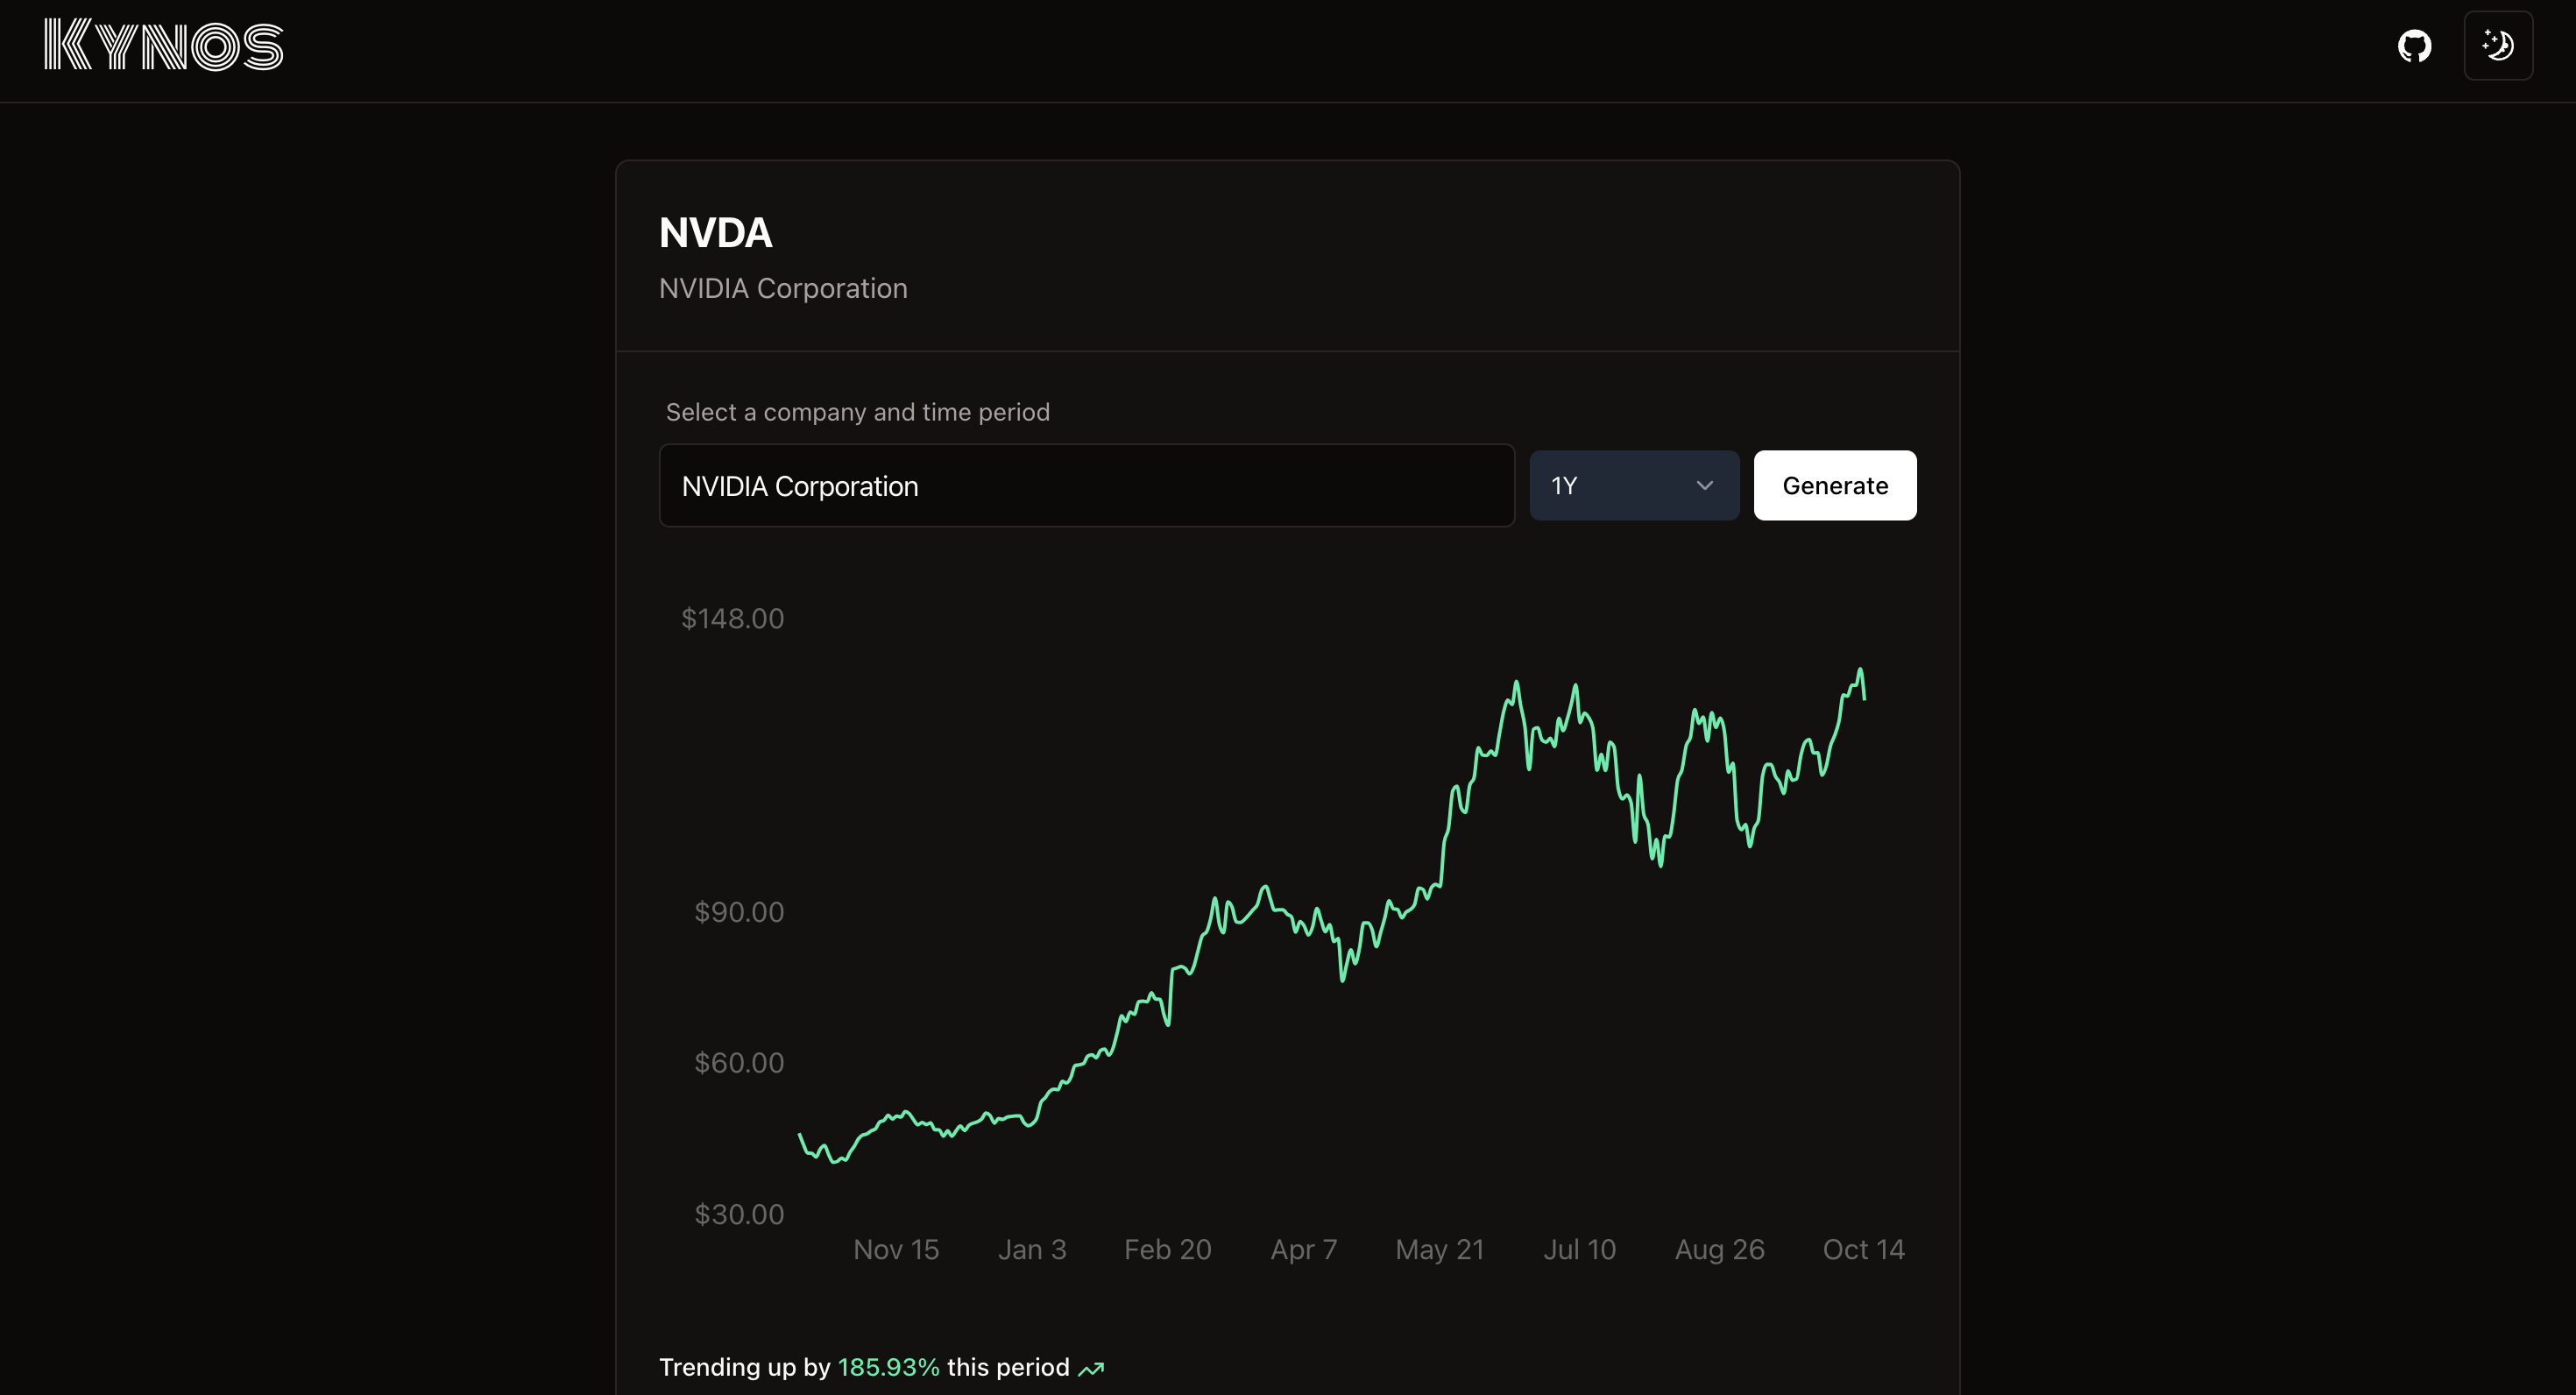 KYNOS
NVDA
NVIDIA Corporation
Select a company and time period
NVIDIA Corporation
1Y
Generate
$148.00
$90.00
$60.00
$30.00
Nov 15
Jan 3
Feb 20
Apr 7
May 21
Jul 10
Aug 26
Oct 14
Trending up by 185.93% this period